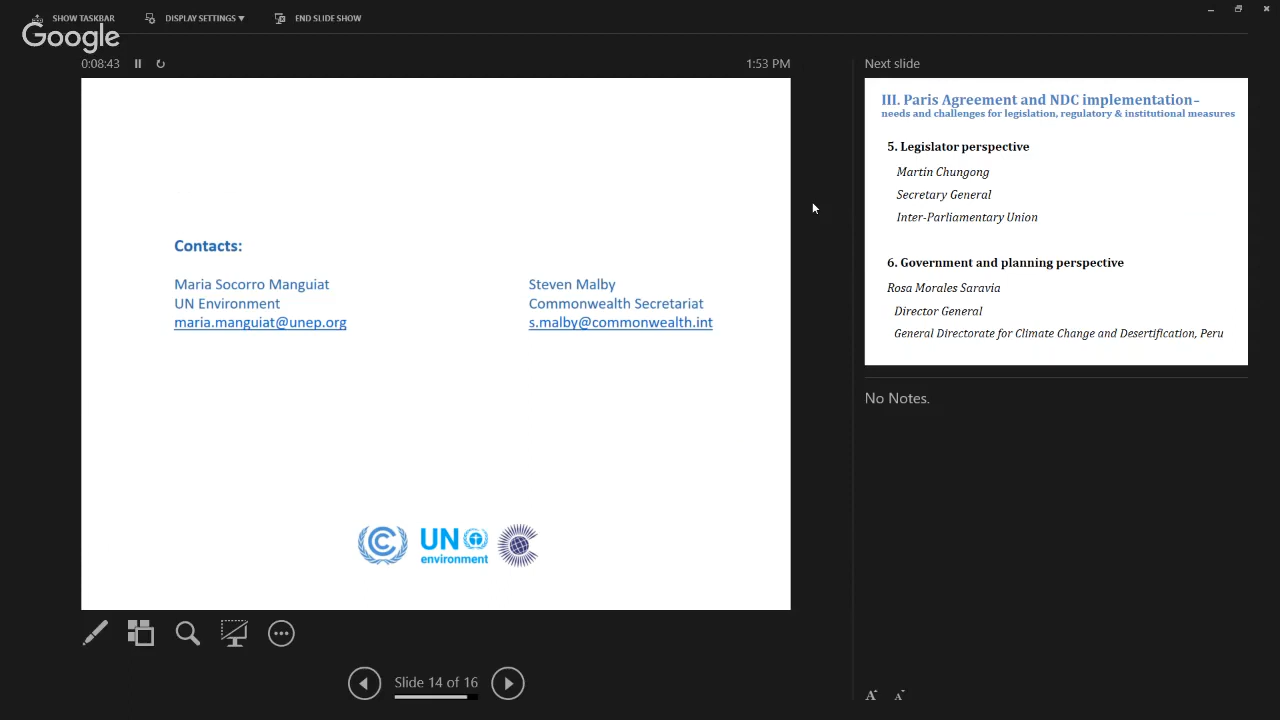 SHOW TASKBAR
DISPLAY SETTINGS ▼
END SLIDE SHOW
Google
0:08:43
1:53 PM
Contacts:
Maria Socorro Manguiat
UN Environment
maria.manguiat@unep.org
Steven Malby
Commonwealth Secretariat
s.malby@commonwealth.int
UN
environment
Slide 14 of 16
Next slide
III. Paris Agreement and NDC implementation–
needs and challenges for legislation, regulatory & institutional measures
5. Legislator perspective
Martin Chungong
Secretary General
Inter-Parliamentary Union
6. Government and planning perspective
Rosa Morales Saravia
Director General
General Directorate for Climate Change and Desertification, Peru
No Notes.
A A